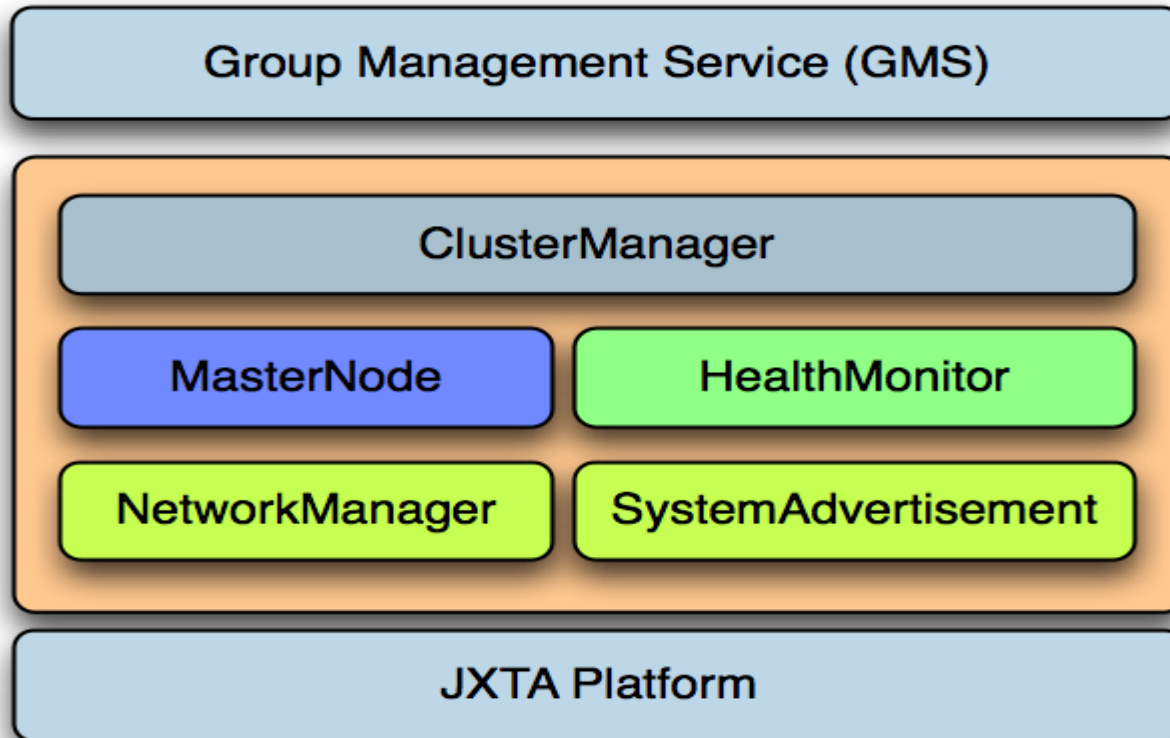 Group Management Service (GMS)
ClusterManager
MasterNode
HealthMonitor
NetworkManager
SystemAdvertisement
JXTA Platform